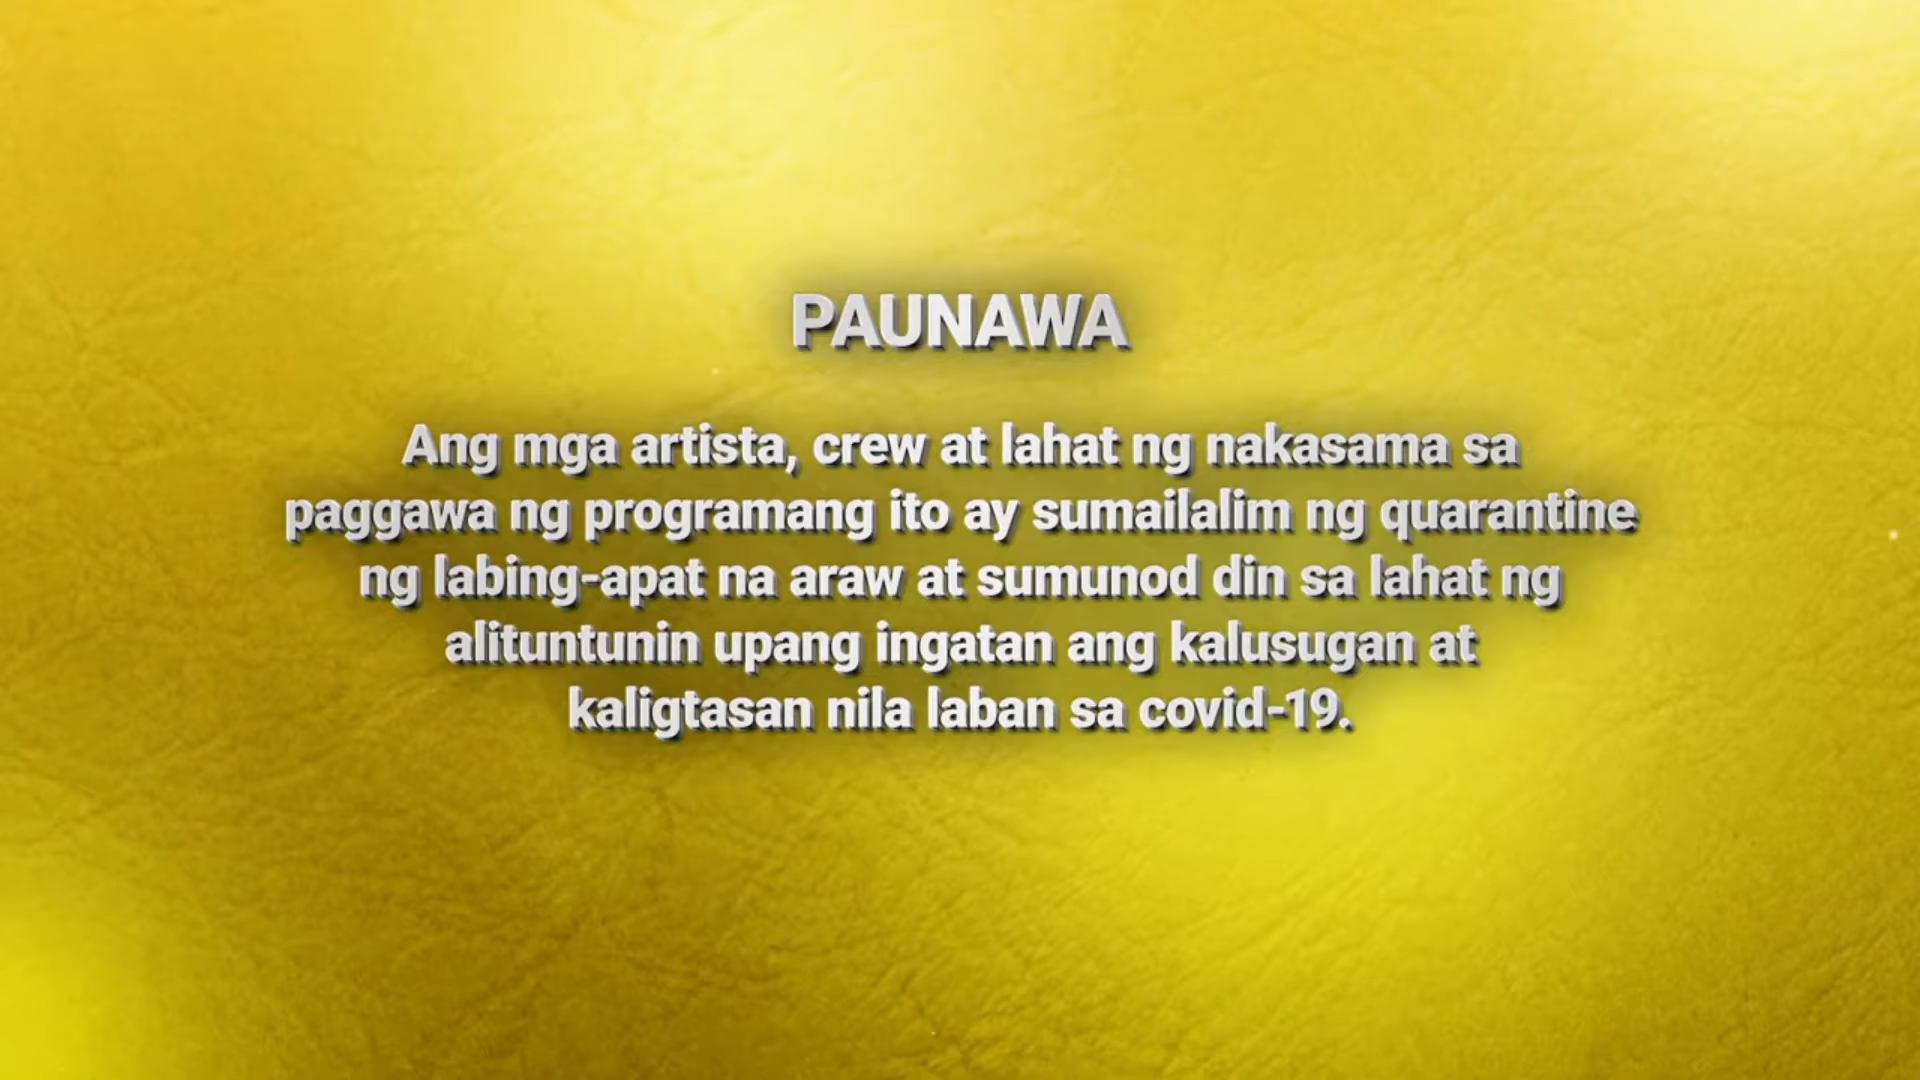 PAUNAWA
Ang mga artista, crew at lahat ng nakasama sa
paggawa ng programang ito ay sumailalim ng quarantine
ng labing-apat na araw at sumunod din sa lahat ng
alituntunin upang ingatan ang kalusugan at
kaligtasan nila laban sa covid-19.